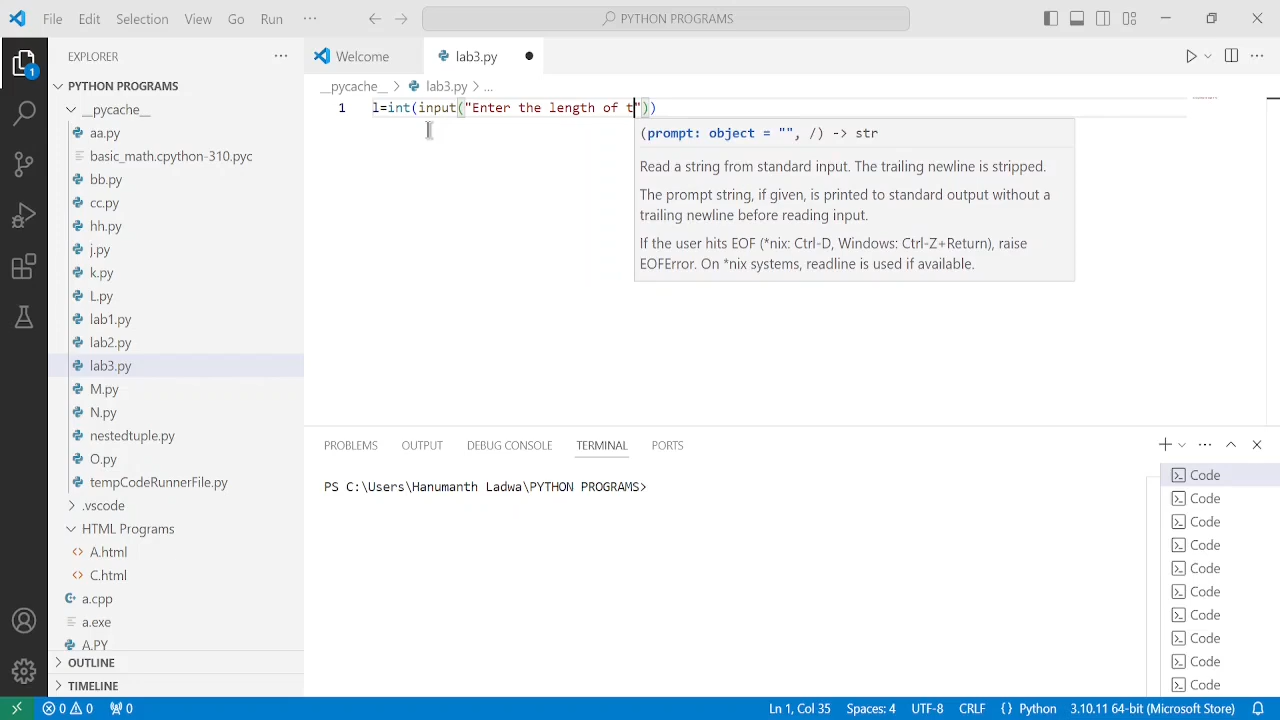 File Edit Selection View Go Run ··· PYTHON PROGRAMS
EXPLORER ···
1
PYTHON PROGRAMS
__pycache__
aa.py
basic_math.cpython-310.pyc
bb.py
cc.py
hh.py
j.py
k.py
L.py
lab1.py
lab2.py
lab3.py
M.py
N.py
nestedtuple.py
O.py
tempCodeRunnerFile.py
.vscode
HTML Programs
A.html
C.html
a.cpp
a.exe
A.PY
OUTLINE
TIMELINE
Welcome lab3.py
__pycache__ > lab3.py > ...
1 l=int(input("Enter the length of t"))
(prompt: object = "", /) -> str
Read a string from standard input. The trailing newline is stripped.
The prompt string, if given, is printed to standard output without a
trailing newline before reading input.
If the user hits EOF (*nix: Ctrl-D, Windows: Ctrl-Z+Return), raise
EOFError. On *nix systems, readline is used if available.
PROBLEMS OUTPUT DEBUG CONSOLE TERMINAL PORTS
PS C:\Users\Hanumanth Ladwa\PYTHON PROGRAMS>
Code
Code
Code
Code
Code
Code
Code
Code
Code
Code
0 0 0 Ln 1, Col 35 Spaces: 4 UTF-8 CRLF {} Python 3.10.11 64-bit (Microsoft Store)